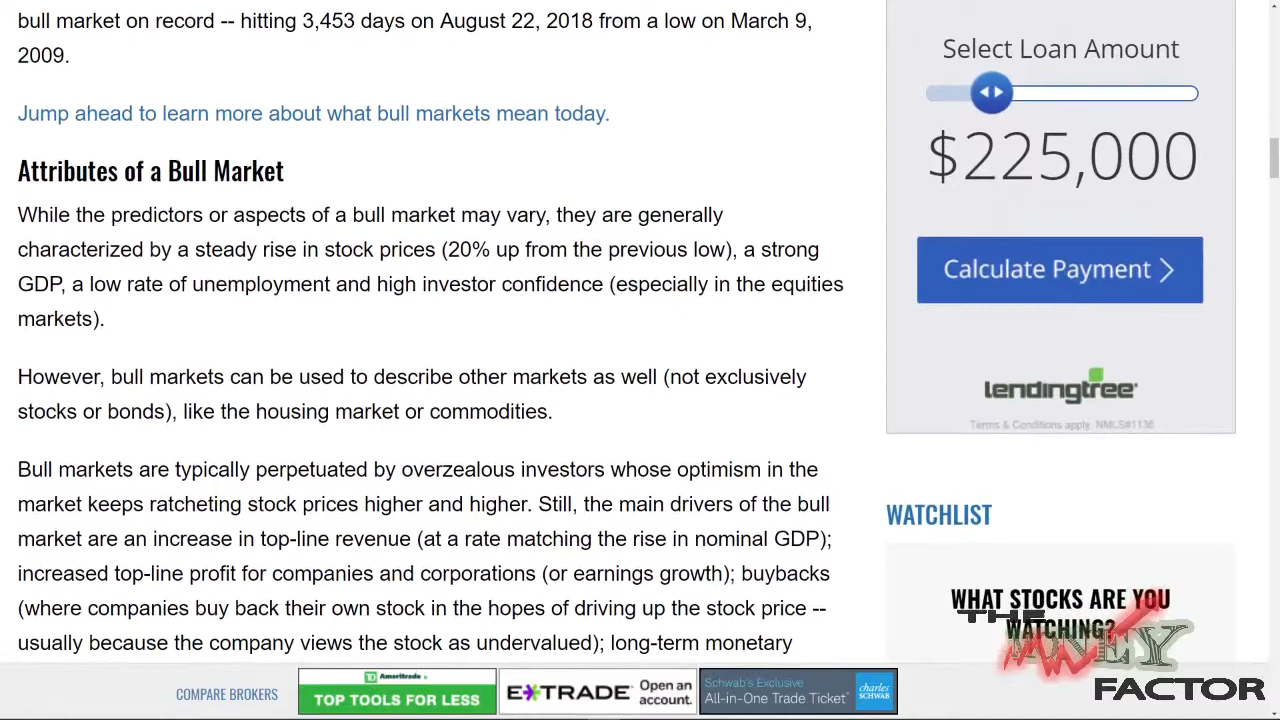 bull market on record -- hitting 3,453 days on August 22, 2018 from a low on March 9,
2009.
Jump ahead to learn more about what bull markets mean today.
Attributes of a Bull Market
While the predictors or aspects of a bull market may vary, they are generally
characterized by a steady rise in stock prices (20% up from the previous low), a strong
GDP, a low rate of unemployment and high investor confidence (especially in the equities
markets).
However, bull markets can be used to describe other markets as well (not exclusively
stocks or bonds), like the housing market or commodities.
Bull markets are typically perpetuated by overzealous investors whose optimism in the
market keeps ratcheting stock prices higher and higher. Still, the main drivers of the bull
market are an increase in top-line revenue (at a rate matching the rise in nominal GDP);
increased top-line profit for companies and corporations (or earnings growth); buybacks
(where companies buy back their own stock in the hopes of driving up the stock price --
usually because the company views the stock as undervalued); long-term monetary
Select Loan Amount
$225,000
Calculate Payment
lendingtree
Terms & Conditions apply. NMLS#1136
WATCHLIST
WHAT STOCKS ARE YOU
WATCHING?
THE
FACTOR
COMPARE BROKERS
TD Ameritrade
TOP TOOLS FOR LESS
E*TRADE
Open an
account.
Schwab's Exclusive
All-in-One Trade Ticket
charles
SCHWAB